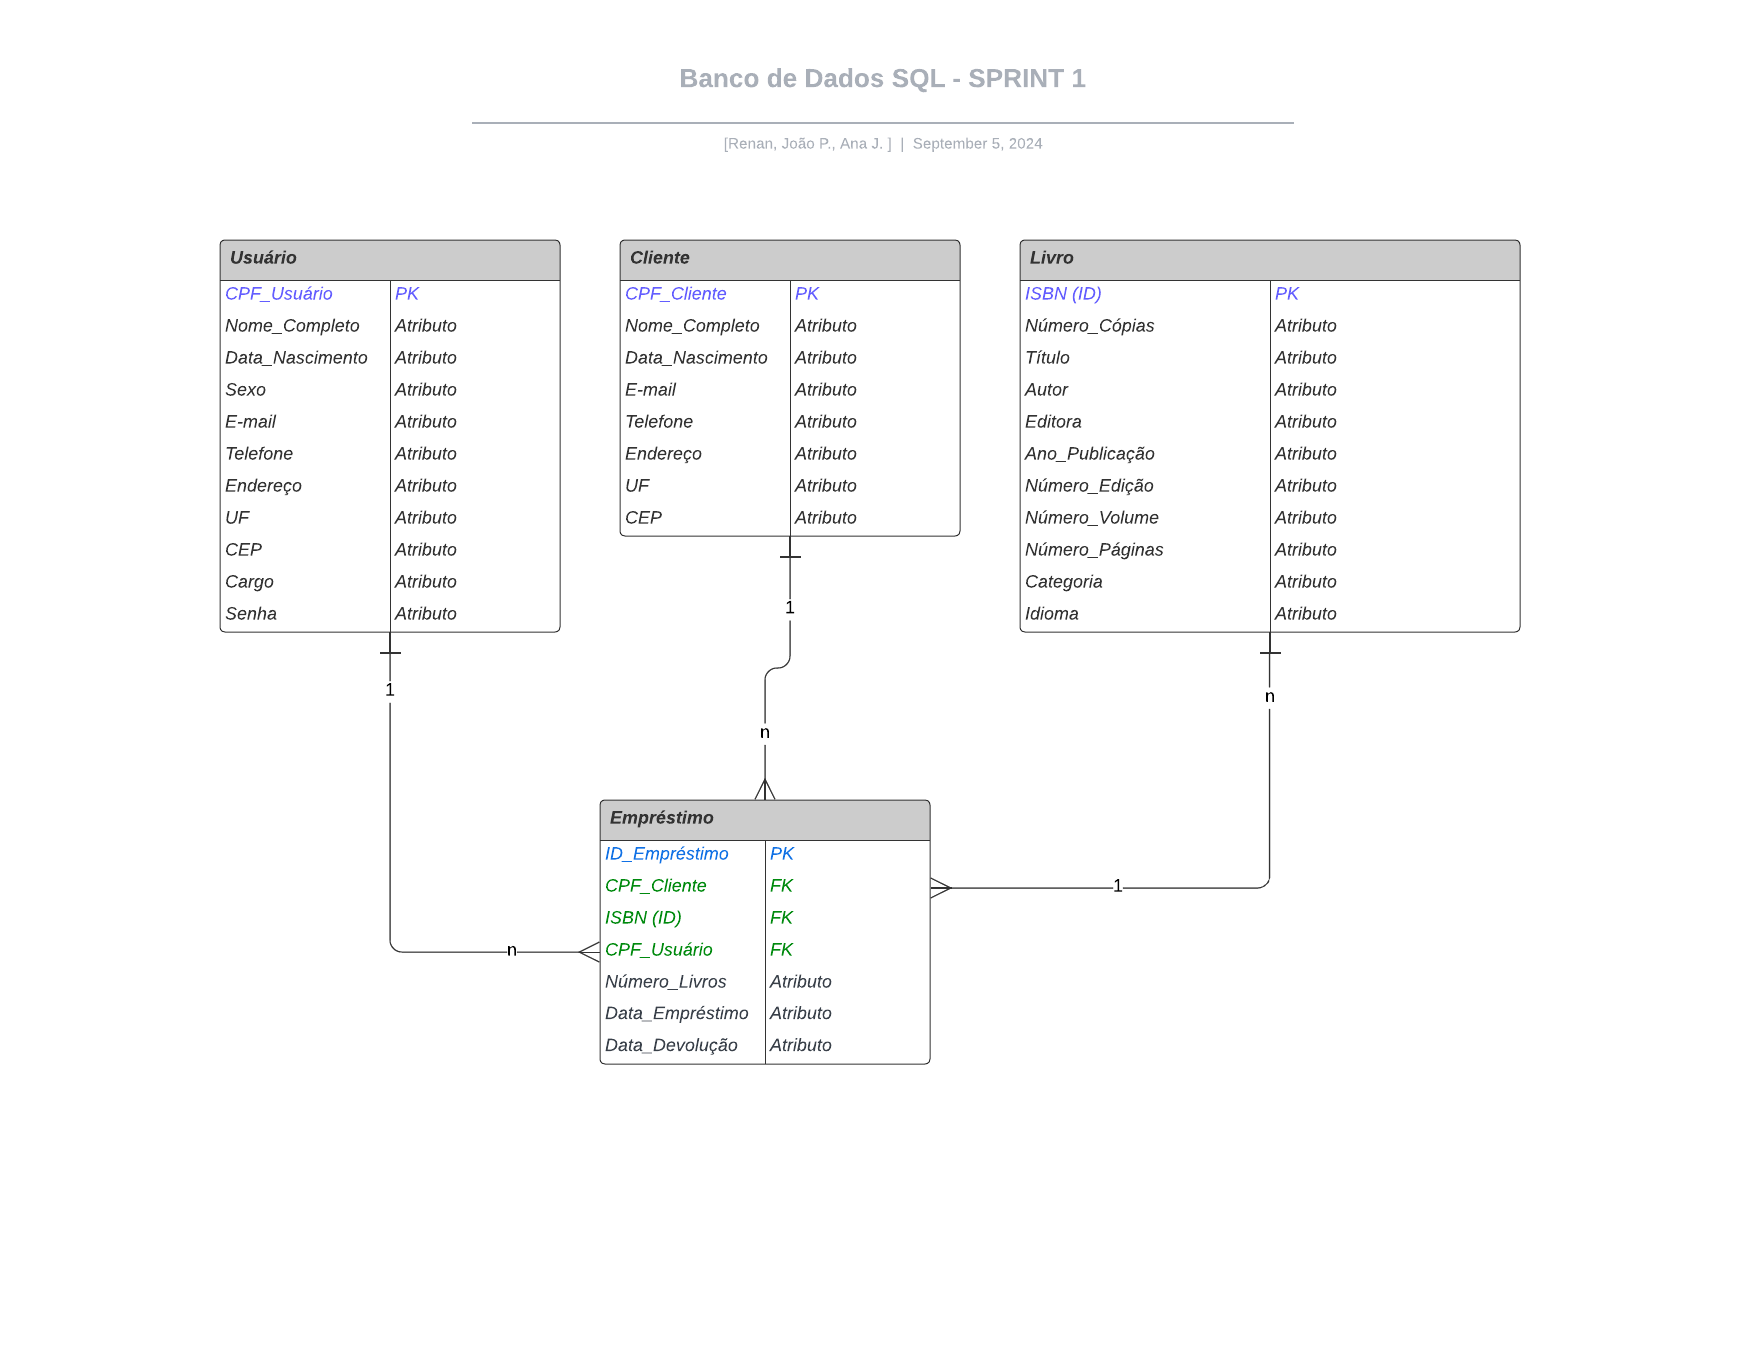 Banco de Dados SQL - SPRINT 1
[Renan, João P., Ana J. ] | September 5, 2024
Usuário
CPF_Usuário PK
Nome_Completo Atributo
Data_Nascimento Atributo
Sexo Atributo
E-mail Atributo
Telefone Atributo
Endereço Atributo
UF Atributo
CEP Atributo
Cargo Atributo
Senha Atributo
Cliente
CPF_Cliente PK
Nome_Completo Atributo
Data_Nascimento Atributo
E-mail Atributo
Telefone Atributo
Endereço Atributo
UF Atributo
CEP Atributo
Livro
ISBN (ID) PK
Número_Cópias Atributo
Título Atributo
Autor Atributo
Editora Atributo
Ano_Publicação Atributo
Número_Edição Atributo
Número_Volume Atributo
Número_Páginas Atributo
Categoria Atributo
Idioma Atributo
1
1
n
n
1
n
Empréstimo
ID_Empréstimo PK
CPF_Cliente FK
ISBN (ID) FK
CPF_Usuário FK
Número_Livros Atributo
Data_Empréstimo Atributo
Data_Devolução Atributo